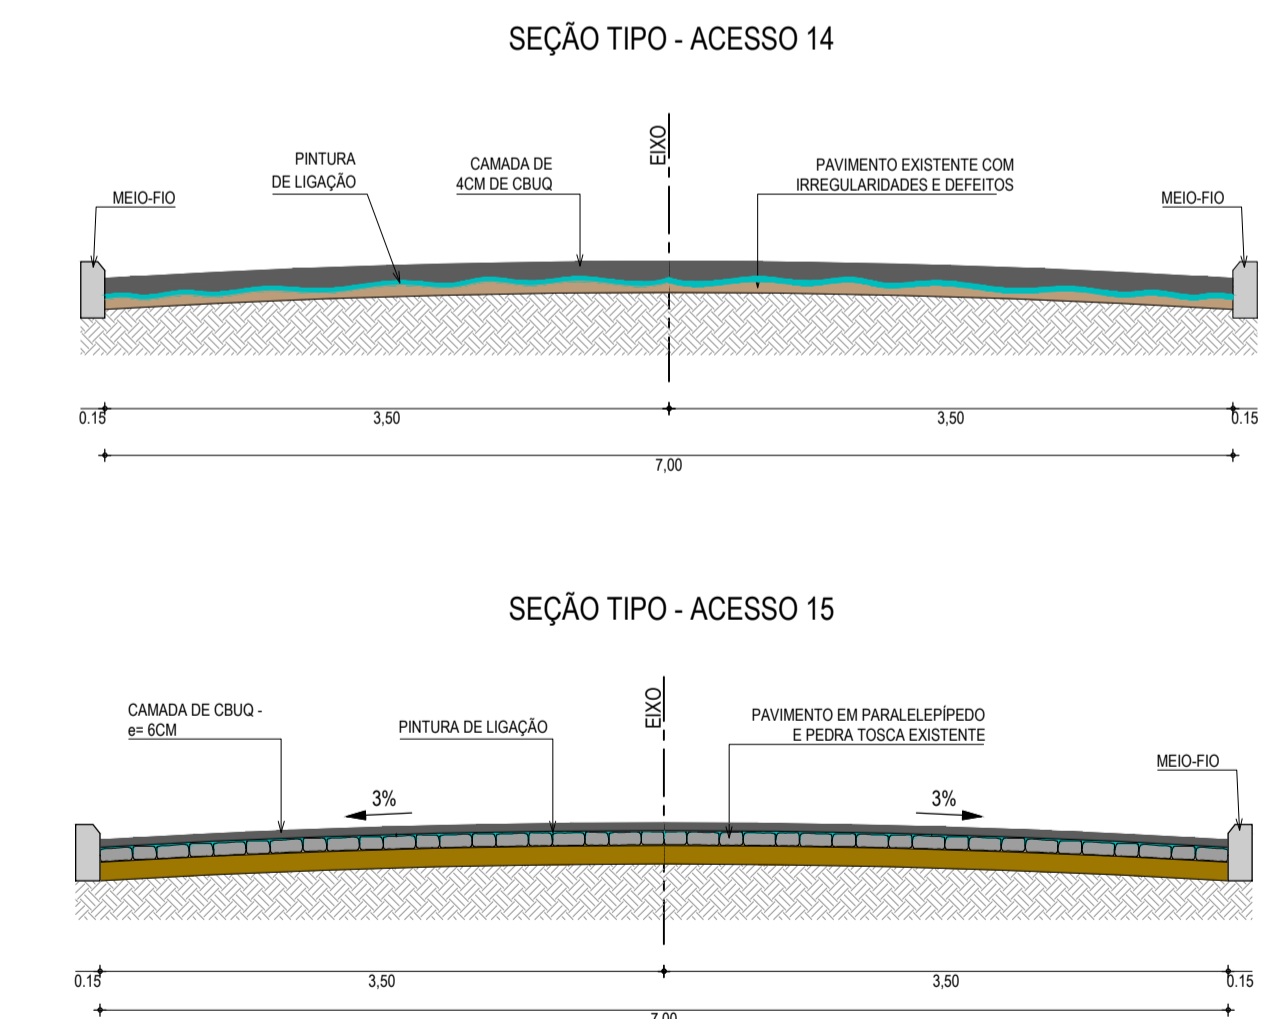 SEÇÃO TIPO - ACESSO 14
EIXO
PINTURA
DE LIGAÇÃO
CAMADA DE
4CM DE CBUQ
PAVIMENTO EXISTENTE COM
IRREGULARIDADES E DEFEITOS
MEIO-FIO
MEIO-FIO
0.15
3,50
3,50
0.15
7,00
SEÇÃO TIPO - ACESSO 15
EIXO
CAMADA DE CBUQ -
e= 6CM
PINTURA DE LIGAÇÃO
PAVIMENTO EM PARALELEPÍPEDO
E PEDRA TOSCA EXISTENTE
MEIO-FIO
3%
3%
0.15
3,50
3,50
0.15
7,00